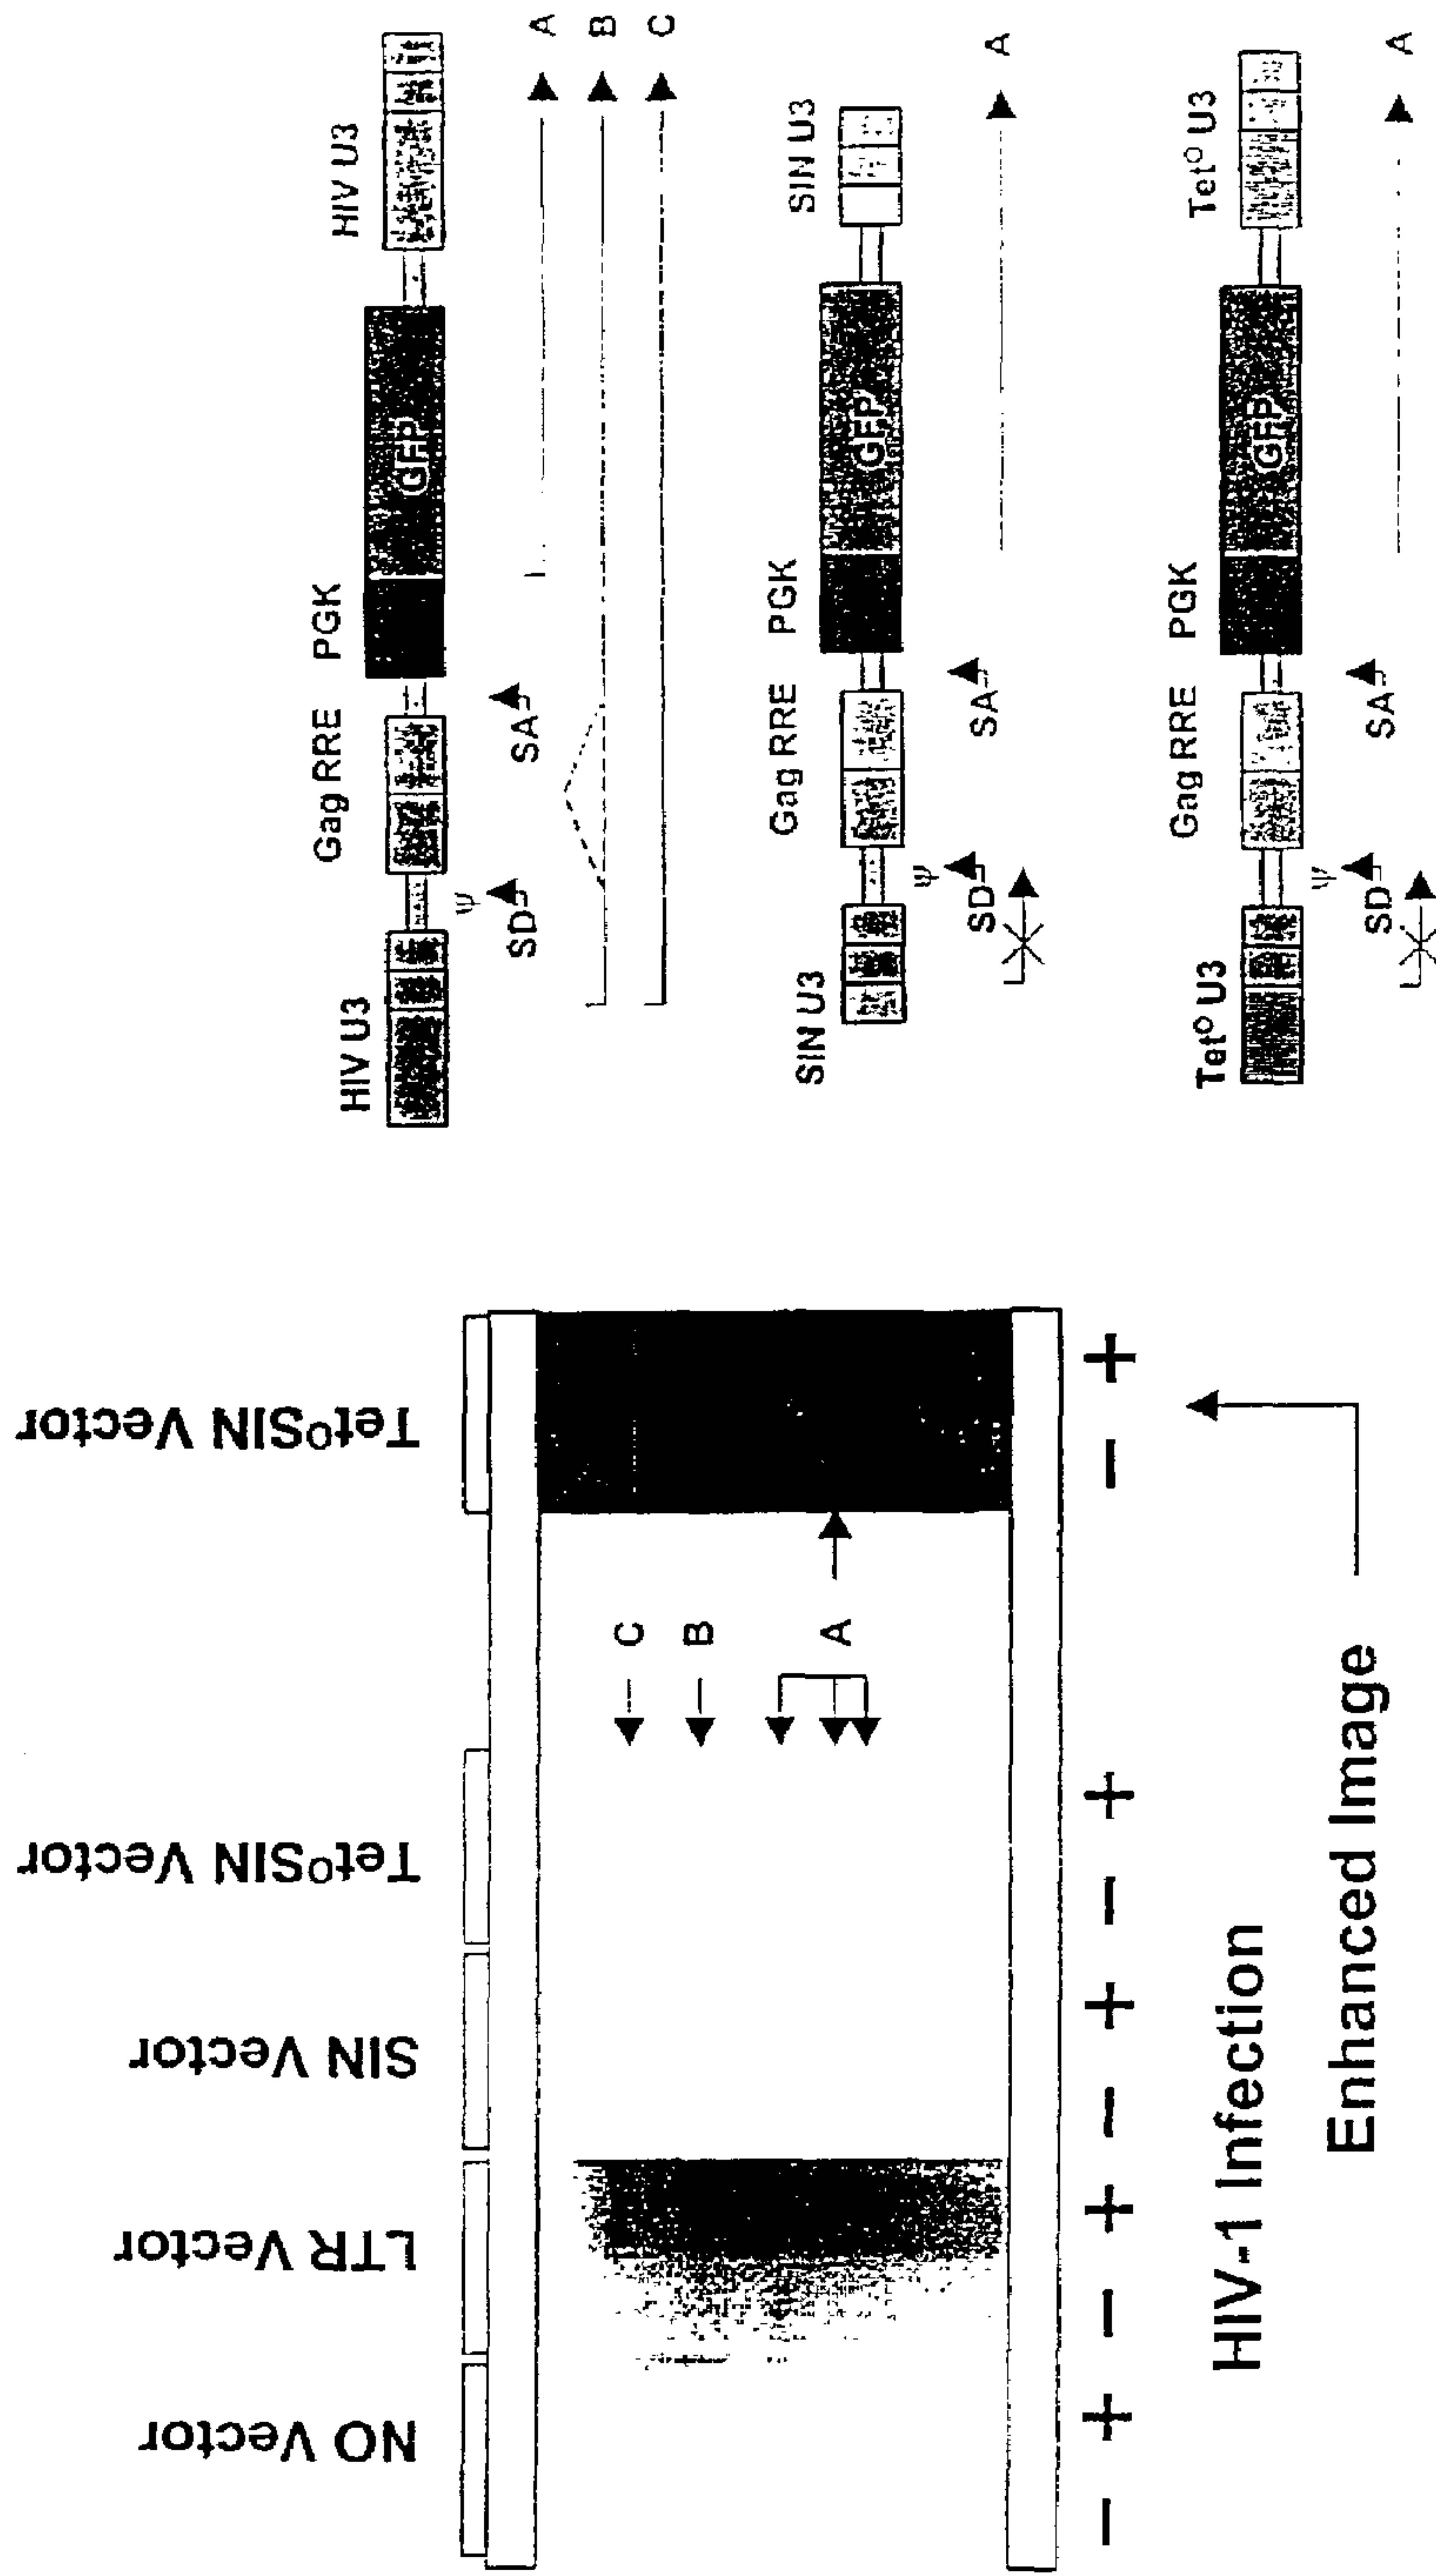 NO Vector
LTR Vector
SIN Vector
TetºSIN Vector
TetºSIN Vector
C
B
A
− + − + − + − + − +
HIV-1 Infection
Enhanced Image
HIV U3
Gag RRE
PGK
HIV U3
GFP
ψ
SD
SA
A
B
C
SIN U3
Gag RRE
PGK
SIN U3
GFP
ψ
SD
SA
A
Tetº U3
Gag RRE
PGK
Tetº U3
GFP
ψ
SD
SA
A